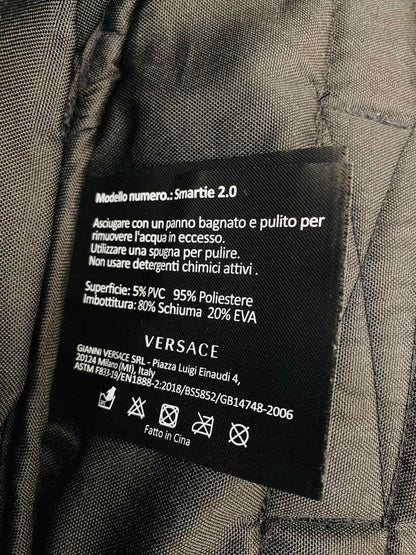 Modello numero.: Smartie 2.0
Asciugare con un panno bagnato e pulito per
rimuovere l'acqua in eccesso.
Utilizzare una spugna per pulire.
Non usare detergenti chimici attivi .
Superficie: 5% PVC 95% Poliestere
Imbottitura: 80% Schiuma 20% EVA
VERSACE
GIANNI VERSACE SRL - Piazza Luigi Einaudi 4,
20124 Milano (MI), Italy
ASTM F833-19/EN1888-2:2018/BS5852/GB14748-2006
Fatto in Cina